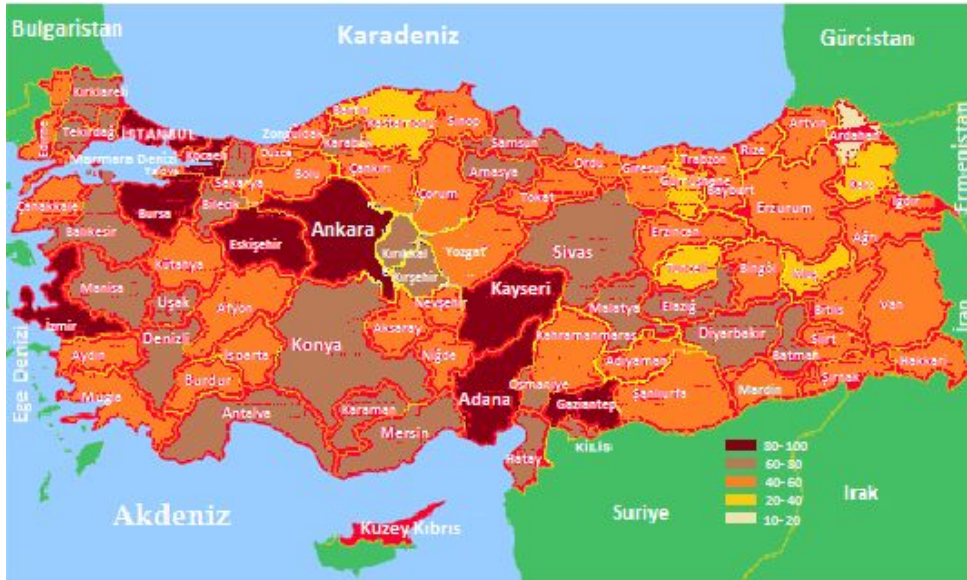 Bulgaristan
Karadeniz
Gürcistan
Kırklareli
Edirne
Tekirdağ
İSTANBUL
Marmara Denizi
Yalova
Kocaeli
Sakarya
Düzce
Zonguldak
Bartın
Karabük
Kastamonu
Sinop
Samsun
Bolu
Çankırı
Çorum
Amasya
Tokat
Ordu
Giresun
Trabzon
Gümüşhane
Bayburt
Rize
Artvin
Ardahan
Kars
Iğdır
Ermenistan
Çanakkale
Balıkesir
Bursa
Bilecik
Eskişehir
Ankara
Kırıkkale
Kırşehir
Yozgat
Sivas
Erzincan
Erzurum
Ağrı
Kütahya
Manisa
Uşak
Afyon
Nevşehir
Kayseri
Malatya
Elazığ
Tunceli
Bingöl
Muş
Bitlis
Van
İran
İzmir
Ege Denizi
Aydın
Denizli
Isparta
Burdur
Konya
Aksaray
Niğde
Kahramanmaraş
Adıyaman
Diyarbakır
Batman
Siirt
Şırnak
Hakkari
Muğla
Antalya
Karaman
Mersin
Adana
Osmaniye
Gaziantep
Şanlıurfa
Mardin
KİLİS
Hatay
80-100
60-80
40-60
20-40
10-20
Akdeniz
Kuzey Kıbrıs
Suriye
Irak